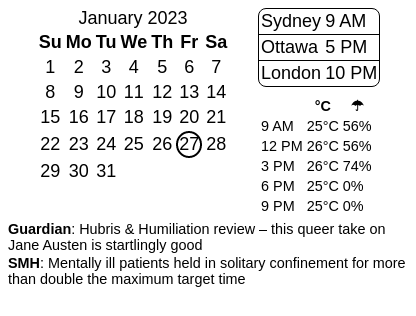 January 2023
Su Mo Tu We Th Fr Sa
1 2 3 4 5 6 7
8 9 10 11 12 13 14
15 16 17 18 19 20 21
22 23 24 25 26 27 28
29 30 31
Sydney 9 AM
Ottawa 5 PM
London 10 PM
°C ☂
9 AM 25°C 56%
12 PM 26°C 56%
3 PM 26°C 74%
6 PM 25°C 0%
9 PM 25°C 0%
Guardian: Hubris & Humiliation review – this queer take on
Jane Austen is startlingly good
SMH: Mentally ill patients held in solitary confinement for more
than double the maximum target time